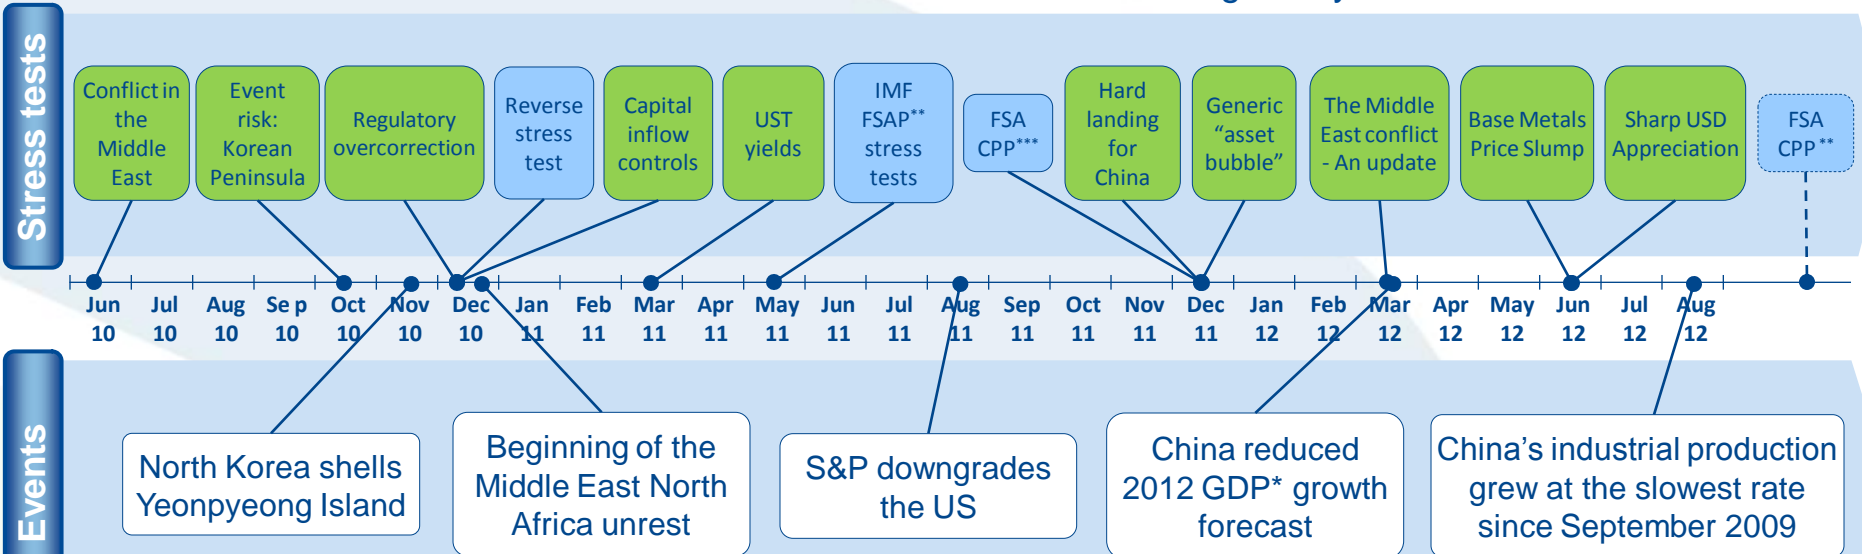 Stress tests
Conflict in
the
Middle
East
Event
risk:
Korean
Peninsula
Regulatory
overcorrection
Reverse
stress
test
Capital
inflow
controls
UST
yields
IMF
FSAP**
stress
tests
FSA
CPP***
Hard
landing
for
China
Generic
“asset
bubble”
The Middle
East conflict
- An update
Base Metals
Price Slump
Sharp USD
Appreciation
FSA
CPP **
Jun Jul Aug Se p Oct Nov Dec Jan Feb Mar Apr May Jun Jul Aug Sep Oct Nov Dec Jan Feb Mar Apr May Jun Jul Aug
10 10 10 10 10 10 10 11 11 11 11 11 11 11 11 11 11 11 11 12 12 12 12 12 12 12 12
Events
North Korea shells
Yeonpyeong Island
Beginning of the
Middle East North
Africa unrest
S&P downgrades
the US
China reduced
2012 GDP* growth
forecast
China’s industrial production
grew at the slowest rate
since September 2009